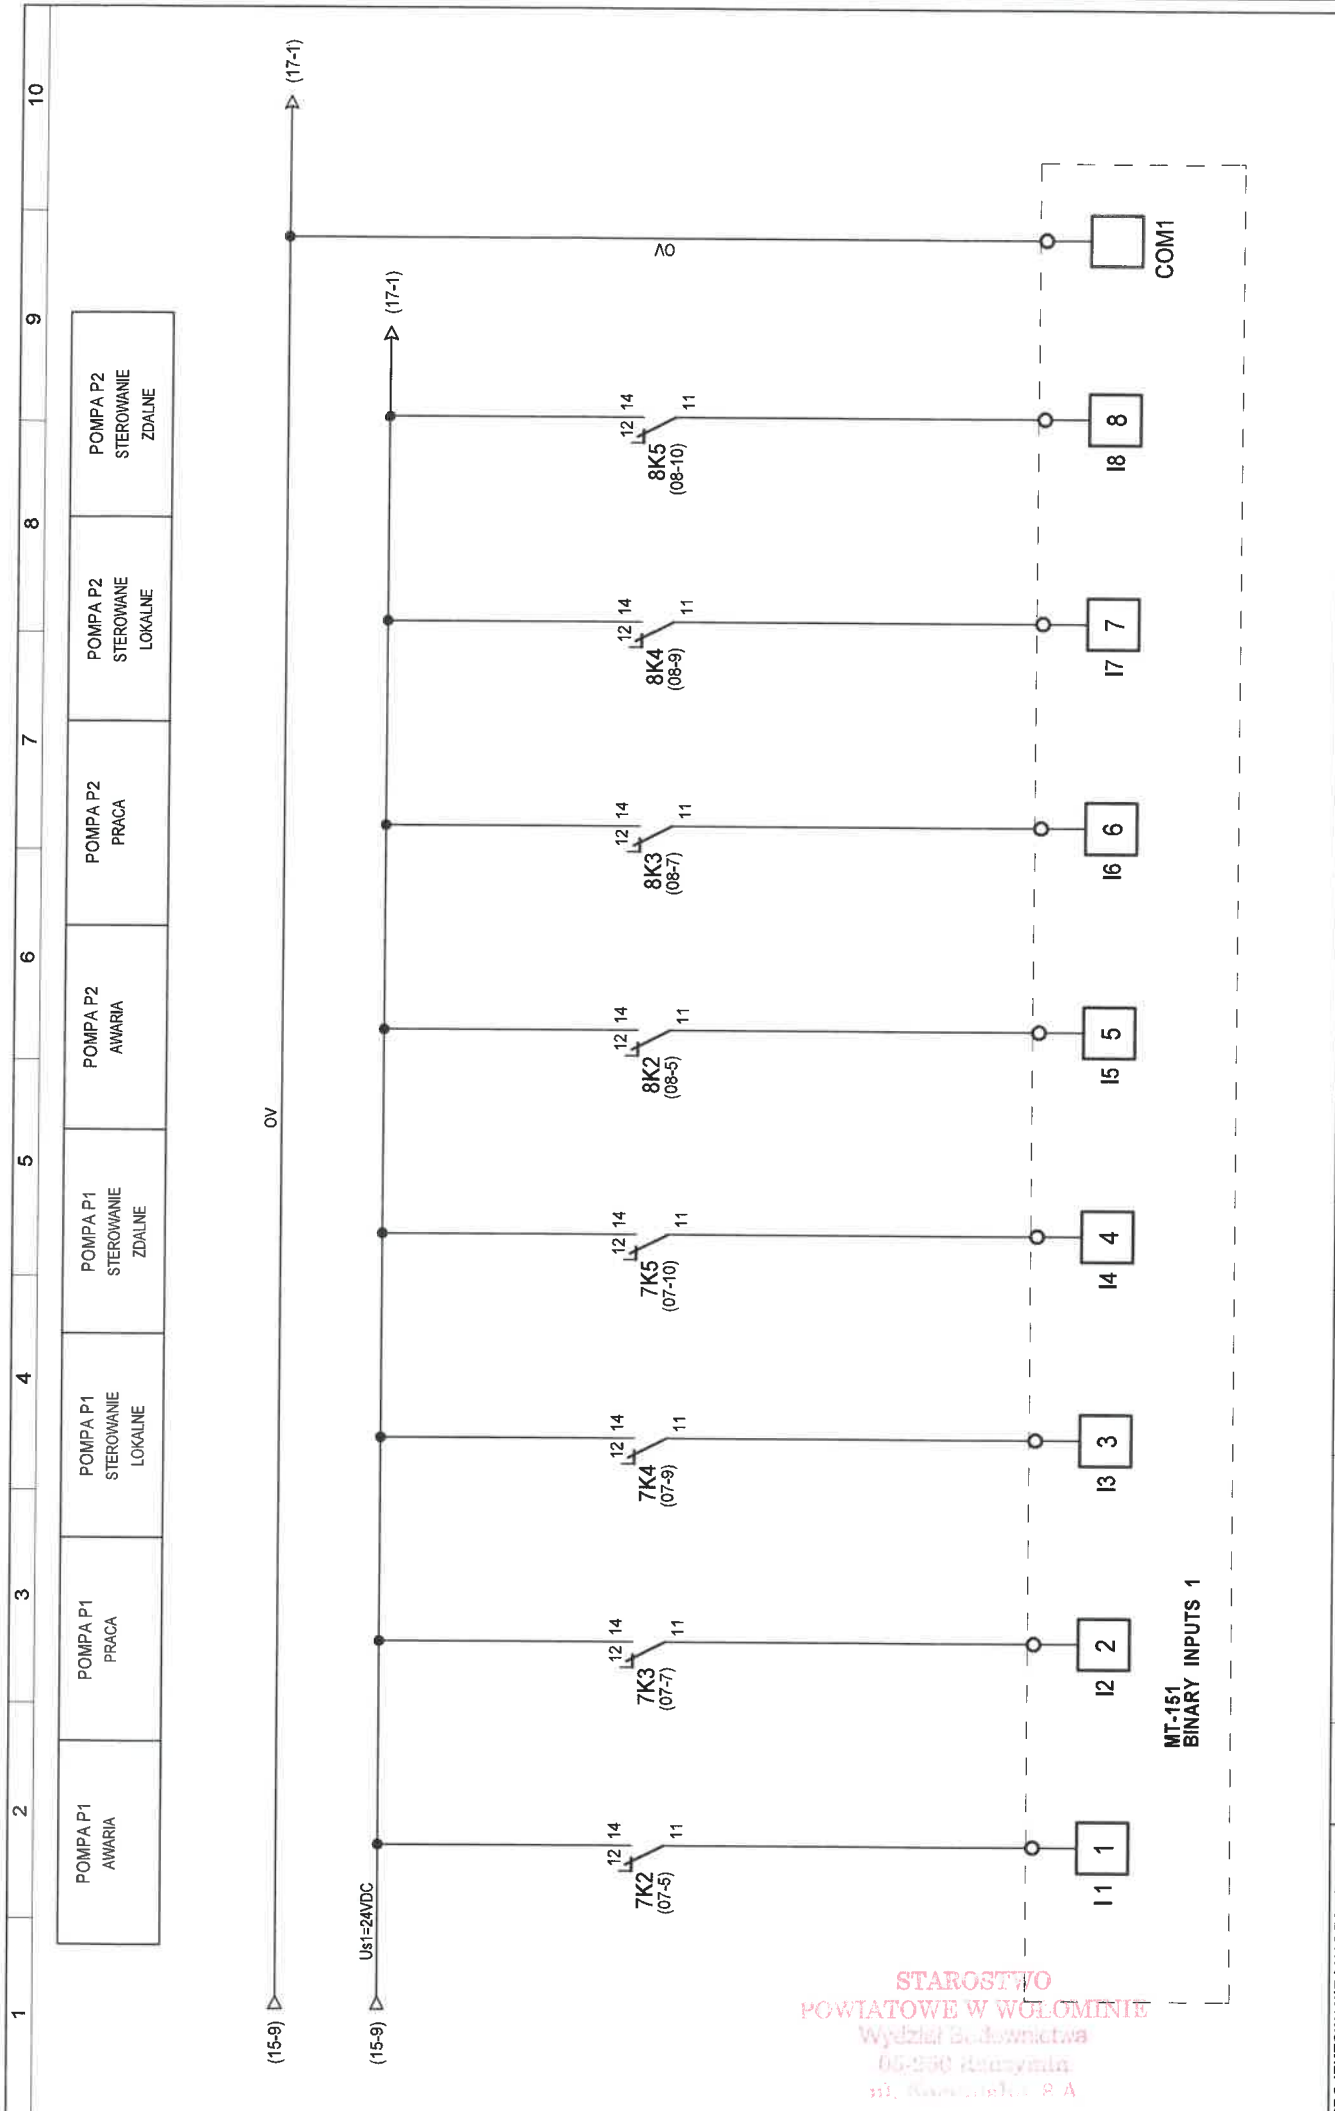 1
2
3
4
5
6
7
8
9
10
POMPA P1
AWARIA
POMPA P1
PRACA
POMPA P1
STEROWANIE
LOKALNE
POMPA P1
STEROWANIE
ZDALNE
POMPA P2
AWARIA
POMPA P2
PRACA
POMPA P2
STEROWANE
LOKALNE
POMPA P2
STEROWANIE
ZDALNE
(15-9)
0V
(17-1)
(15-9)
Us1=24VDC
(17-1)
0V
12 14
11
7K2
(07-5)
12 14
11
7K3
(07-7)
12 14
11
7K4
(07-9)
12 14
11
7K5
(07-10)
12 14
11
8K2
(08-5)
12 14
11
8K3
(08-7)
12 14
11
8K4
(08-9)
12 14
11
8K5
(08-10)
1
I1
2
I2
3
I3
4
I4
5
I5
6
I6
7
I7
8
I8
COM1
MT-151
BINARY INPUTS 1
STAROSTWO
POWIATOWE W WOŁOMINIE
Wydział Budownictwa
8 A